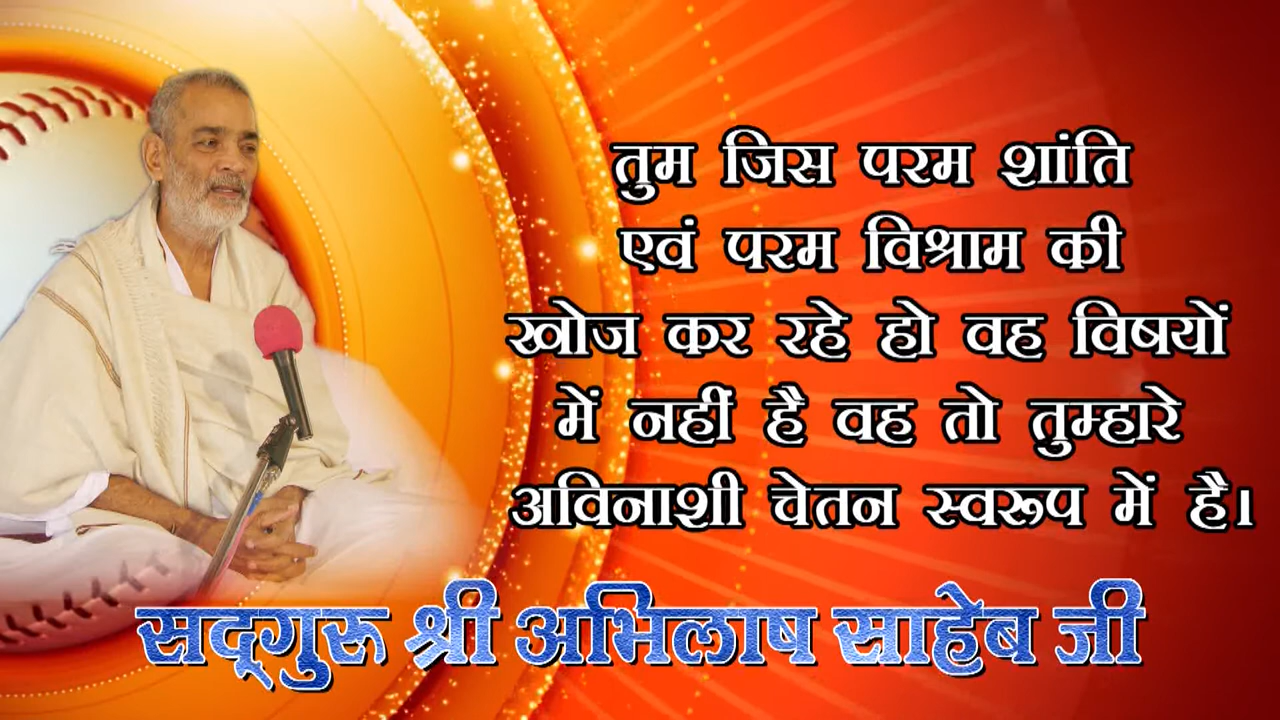 तुम जिस परम शांति
एवं परम विश्राम की
खोज कर रहे हो वह विषयों
में नहीं है वह तो तुम्हारे
अविनाशी चेतन स्वरूप में है।
सद्‌गुरू श्री अभिलाष साहेब जी